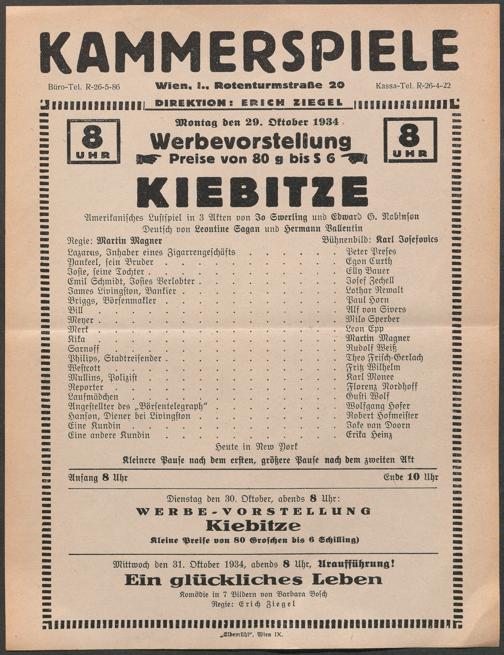 KAMMERSPIELE
Büro-Tel. R-26-5-86 Wien, I., Rotenturmstraße 20 Kassa-Tel. R-26-4-22
DIREKTION: ERICH ZIEGEL
Montag den 29. Oktober 1934
8 UHR Werbevorstellung 8 UHR
Preise von 80 g bis S 6
KIEBITZE
Amerikanisches Lustspiel in 3 Akten von Jo Swerling und Edward G. Robinson
Deutsch von Leontine Sagan und Hermann Vallentin
Regie: Martin Magner Bühnenbild: Karl Josefovics
Lazarus, Inhaber eines Zigarrengeschäfts Peter Preses
Yankeel, sein Bruder Egon Curth
Josie, seine Tochter Elly Bauer
Emil Schmidt, Josies Verlobter Josef Zechell
James Livingston, Bankier Lothar Rewalt
Briggs, Börsenmakler Paul Horn
Bill Alf von Sivers
Meyer Milo Sperber
Merk Leon Epp
Kika Martin Magner
Sarnoff Rudolf Weiß
Philips, Stadtreisender Theo Frisch-Gerlach
Westcott Fritz Wilhelm
Mullins, Polizist Karl Monee
Reporter Florenz Nordhoff
Laufmädchen Gusti Wolf
Angestellter des „Börsentelegraph“ Wolfgang Hofer
Hanson, Diener bei Livingston Robert Hofmeister
Eine Kundin Joke van Doorn
Eine andere Kundin Erika Heinz
Heute in New York
Kleinere Pause nach dem ersten, größere Pause nach dem zweiten Akt
Anfang 8 Uhr Ende 10 Uhr
Dienstag den 30. Oktober, abends 8 Uhr:
WERBE-VORSTELLUNG
Kiebitze
Kleine Preise von 80 Groschen bis 6 Schilling)
Mittwoch den 31. Oktober 1934, abends 8 Uhr, Uraufführung!
Ein glückliches Leben
Komödie in 7 Bildern von Barbara Bosch
Regie: Erich Ziegel
„Elbemühl“, Wien IX.